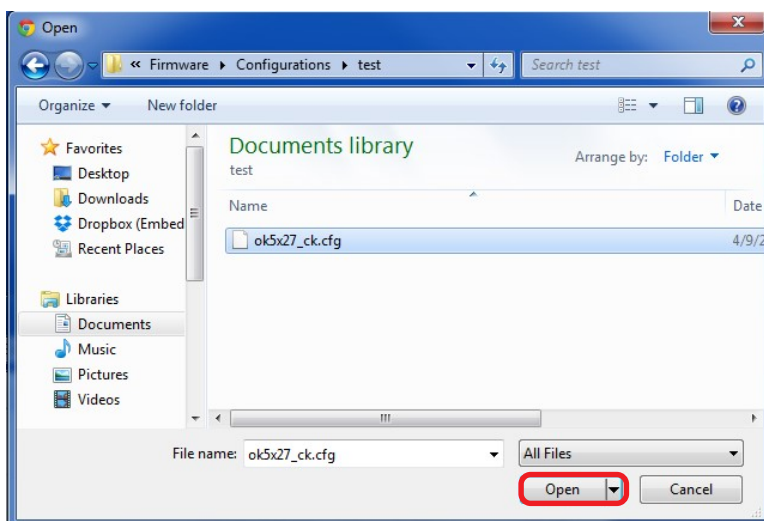 Open
« Firmware ▸ Configurations ▸ test
Search test
Organize
New folder
Favorites
Desktop
Downloads
Dropbox (Embed
Recent Places
Libraries
Documents
Music
Pictures
Videos
Documents library
test
Arrange by: Folder
Name
Date
ok5x27_ck.cfg
4/9/2
File name: ok5x27_ck.cfg
All Files
Open
Cancel